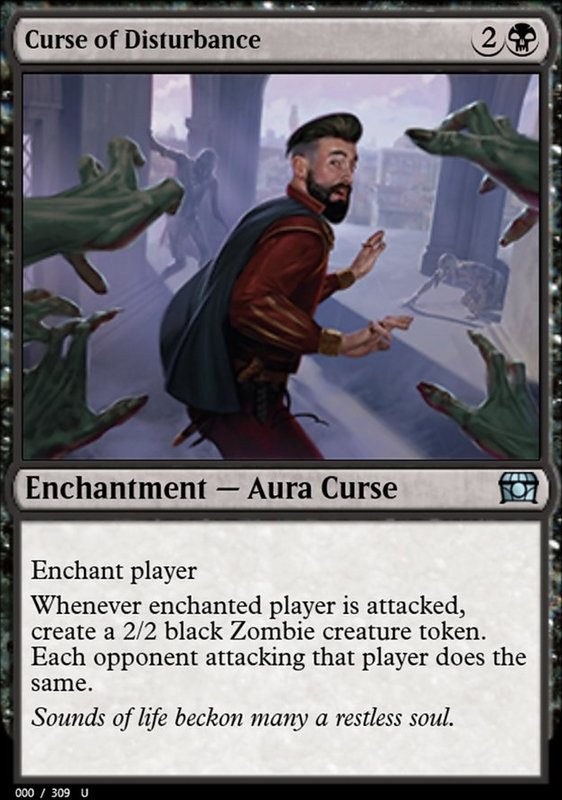 Curse of Disturbance 2
Enchantment — Aura Curse
Enchant player
Whenever enchanted player is attacked,
create a 2/2 black Zombie creature token.
Each opponent attacking that player does the
same.
Sounds of life beckon many a restless soul.
000 / 309 U